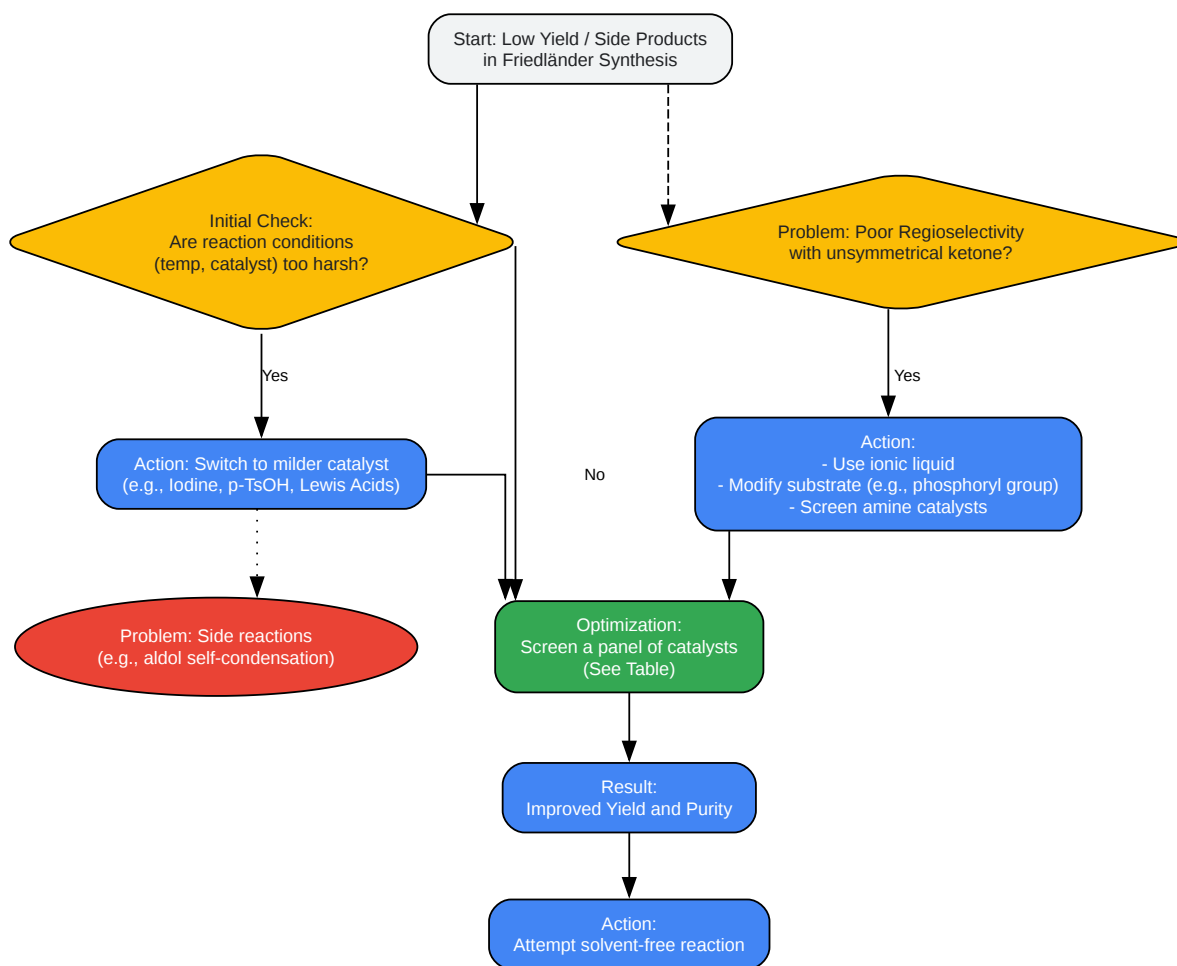 Start: Low Yield / Side Products
in Friedländer Synthesis
Initial Check:
Are reaction conditions
(temp, catalyst) too harsh?
Problem: Poor Regioselectivity
with unsymmetrical ketone?
Yes
Yes
Action: Switch to milder catalyst
(e.g., Iodine, p-TsOH, Lewis Acids)
No
Action:
- Use ionic liquid
- Modify substrate (e.g., phosphoryl group)
- Screen amine catalysts
Problem: Side reactions
(e.g., aldol self-condensation)
Optimization:
Screen a panel of catalysts
(See Table)
Result:
Improved Yield and Purity
Action:
Attempt solvent-free reaction